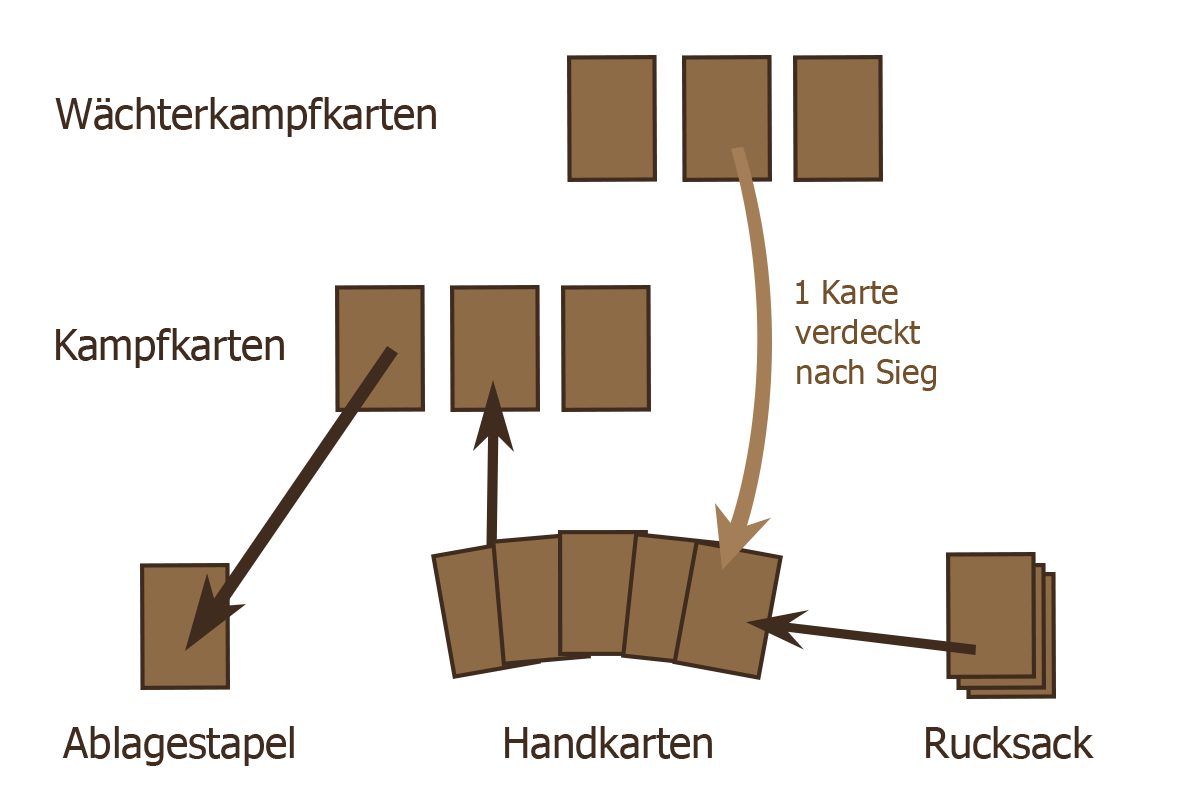 Wächterkampfkarten
1 Karte
verdeckt
nach Sieg
Kampfkarten
Ablagestapel
Handkarten
Rucksack